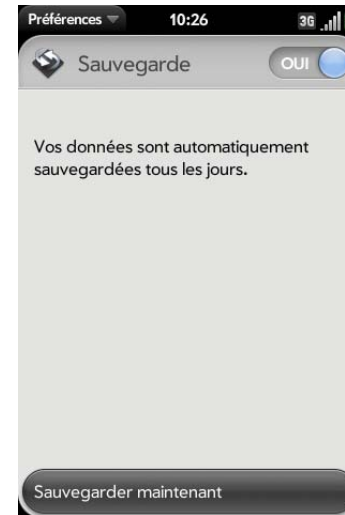 Préférences 10:26 3G
Sauvegarde OUI
Vos données sont automatiquement
sauvegardées tous les jours.
Sauvegarder maintenant